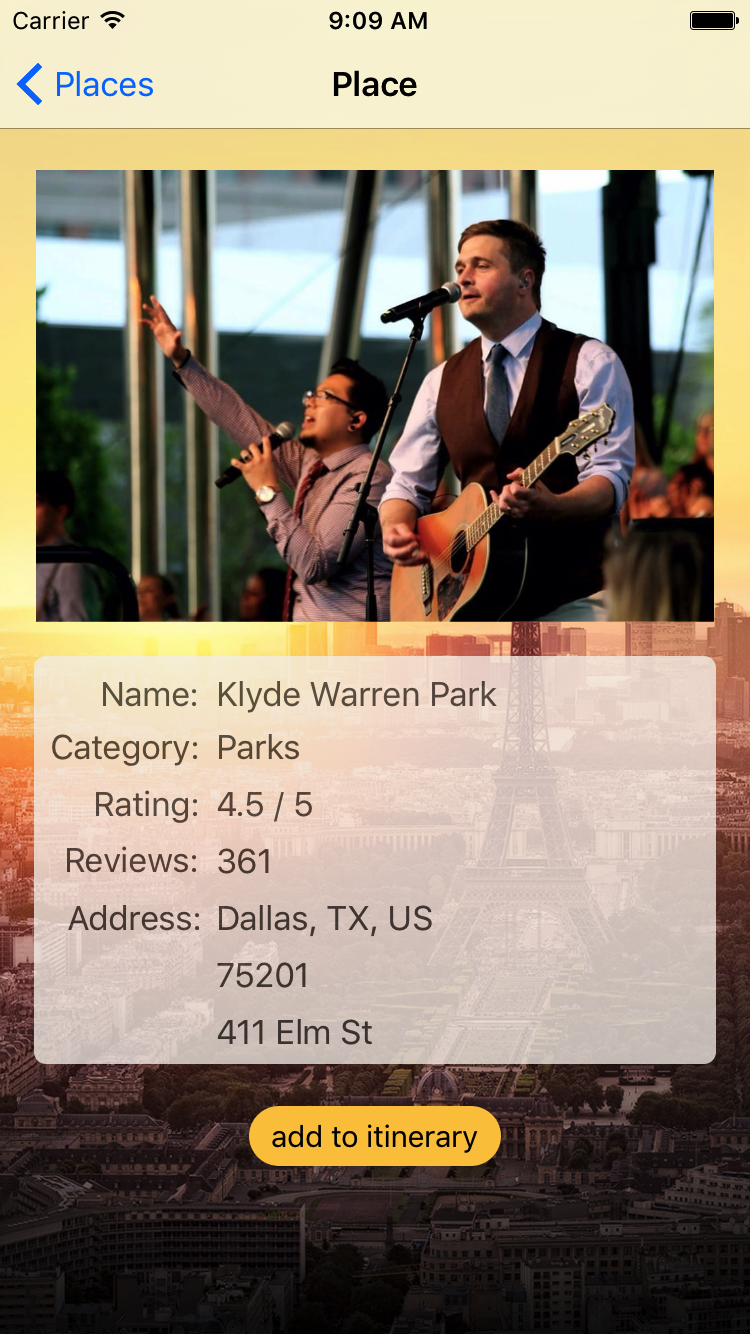 Carrier 9:09 AM
Places Place
Name: Klyde Warren Park
Category: Parks
Rating: 4.5 / 5
Reviews: 361
Address: Dallas, TX, US
75201
411 Elm St
add to itinerary